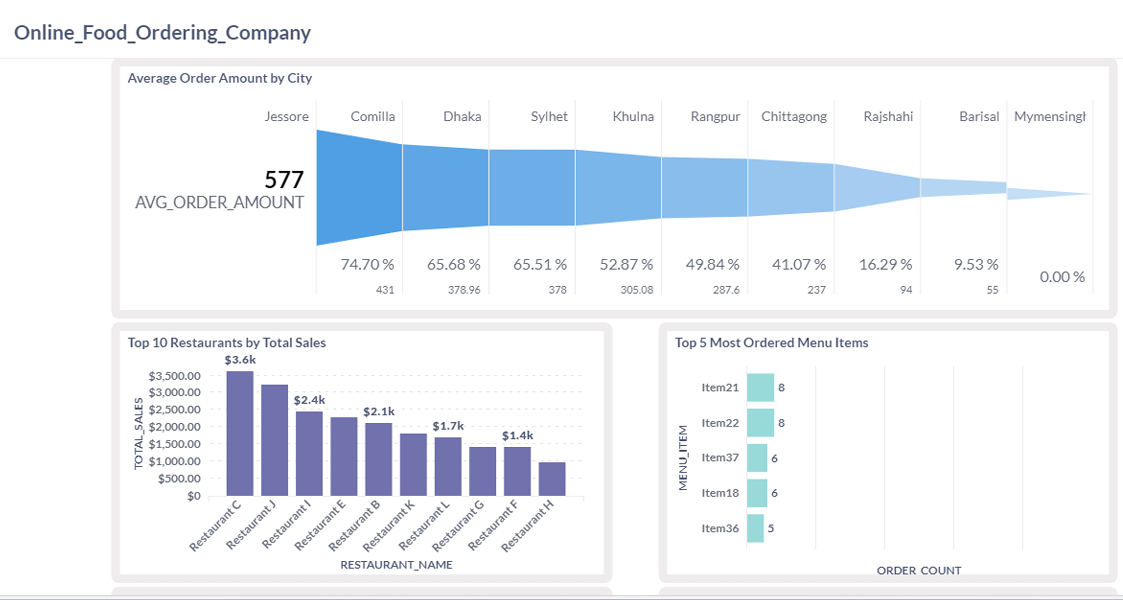 Online_Food_Ordering_Company
Average Order Amount by City
Jessore Comilla Dhaka Sylhet Khulna Rangpur Chittagong Rajshahi Barisal Mymensingh
577
AVG_ORDER_AMOUNT
74.70 % 65.68 % 65.51 % 52.87 % 49.84 % 41.07 % 16.29 % 9.53 % 0.00 %
431 378.96 378 305.08 287.6 237 94 55
Top 10 Restaurants by Total Sales
TOTAL_SALES
$3,500.00
$3,000.00
$2,500.00
$2,000.00
$1,500.00
$1,000.00
$500.00
$0
$3.6k $2.4k $2.1k $1.7k $1.4k
Restaurant C
Restaurant J
Restaurant I
Restaurant E
Restaurant B
Restaurant K
Restaurant L
Restaurant G
Restaurant F
Restaurant H
RESTAURANT_NAME
Top 5 Most Ordered Menu Items
MENU_ITEM
Item21 8
Item22 8
Item37 6
Item18 6
Item36 5
ORDER_COUNT